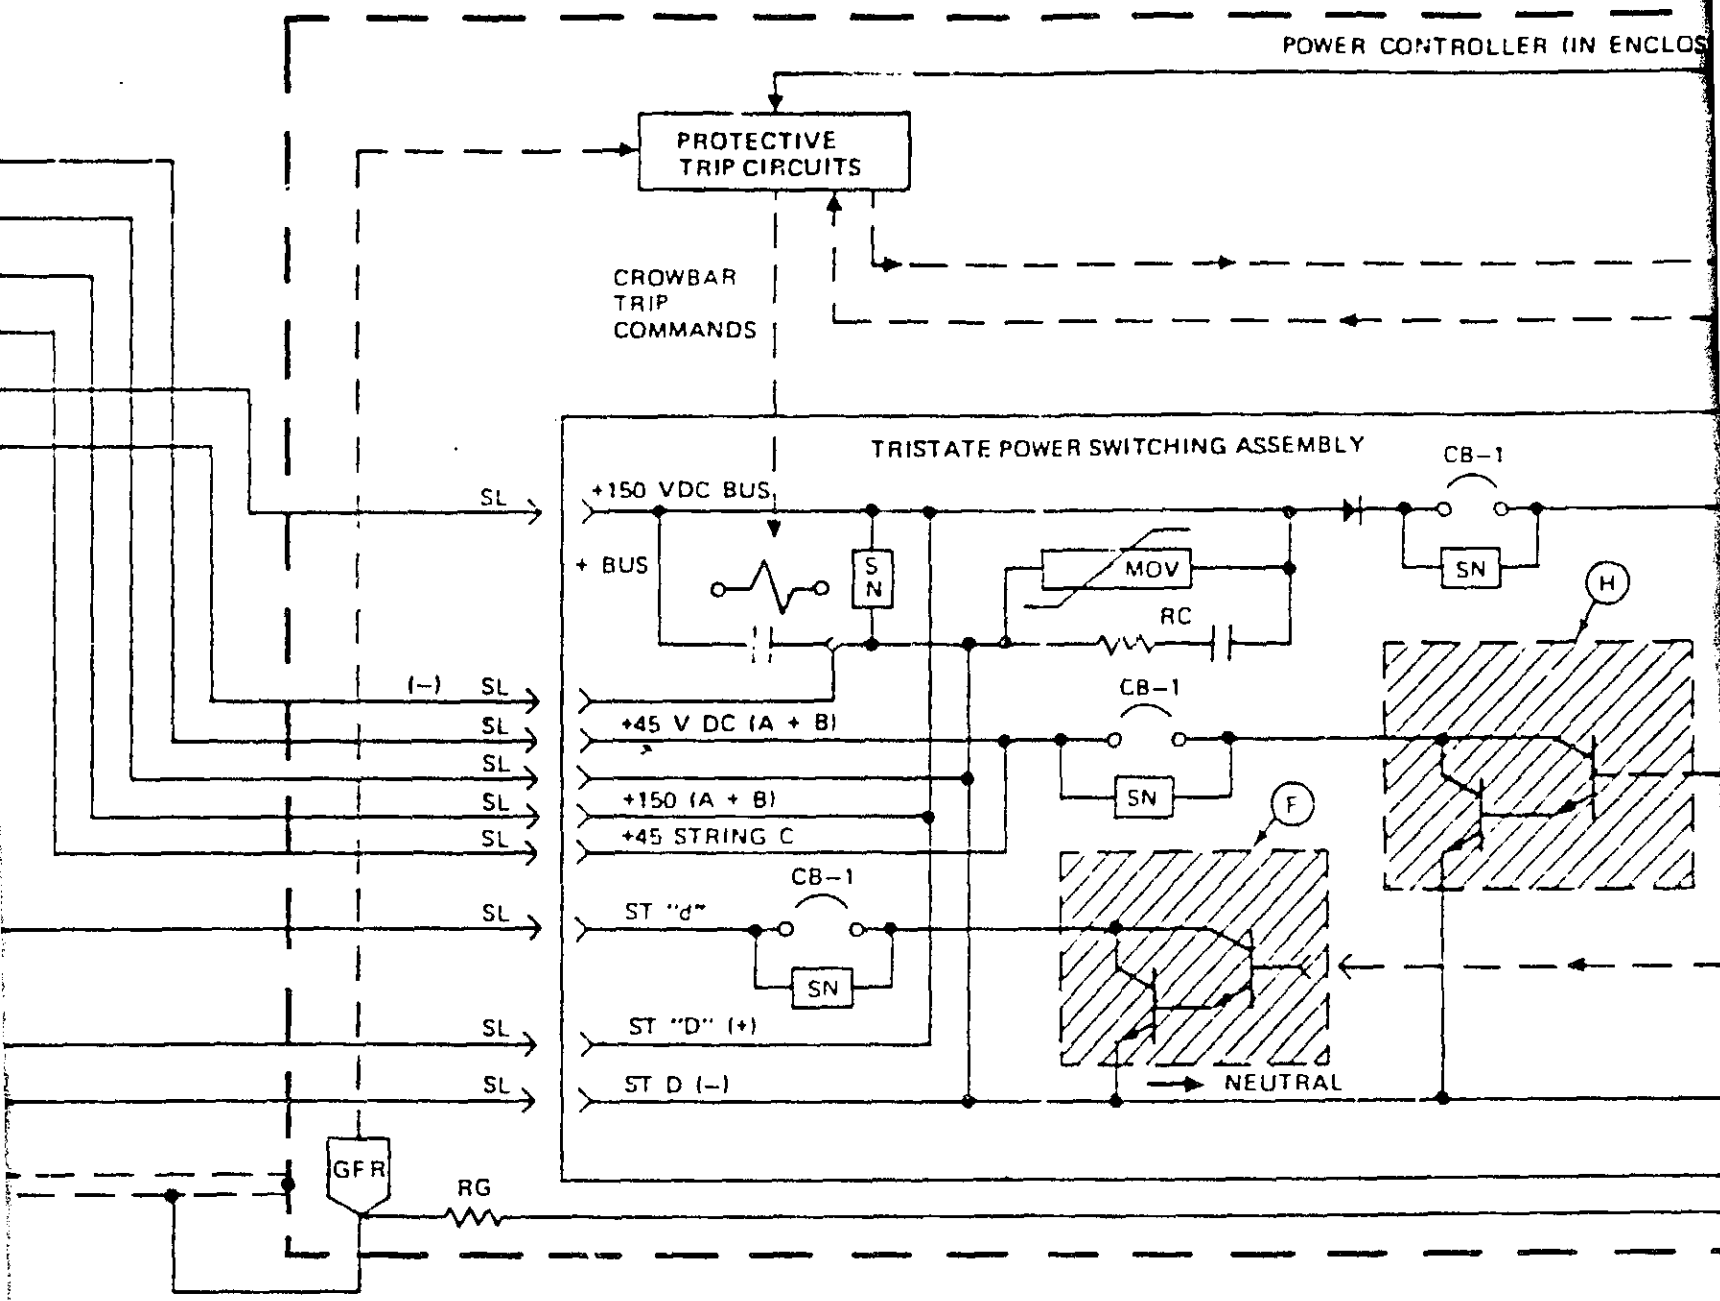 POWER CONTROLLER (IN ENCLOS
PROTECTIVE
TRIP CIRCUITS
CROWBAR
TRIP
COMMANDS
TRISTATE POWER SWITCHING ASSEMBLY
CB-1
SL
+150 VDC BUS
+ BUS
S
N
MOV
SN
H
RC
(-)
SL
CB-1
SL
+45 V DC (A + B)
SL
SN
SL
+150 (A + B)
F
SL
+45 STRING C
CB-1
SL
ST "d"
SN
SL
ST "D" (+)
SL
ST D (-)
NEUTRAL
GFR
RG